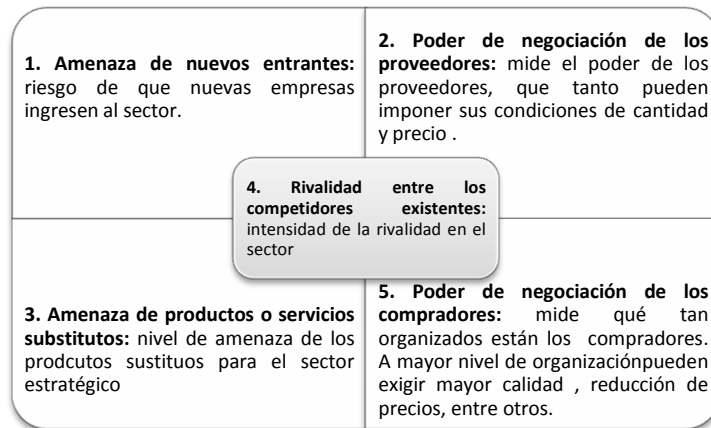 1. Amenaza de nuevos entrantes:
riesgo de que nuevas empresas
ingresen al sector.
2. Poder de negociación de los
proveedores: mide el poder de los
proveedores, que tanto pueden
imponer sus condiciones de cantidad
y precio .
4. Rivalidad entre los
competidores existentes:
intensidad de la rivalidad en el
sector
3. Amenaza de productos o servicios
substitutos: nivel de amenaza de los
prodcutos sustituos para el sector
estratégico
5. Poder de negociación de los
compradores: mide qué tan
organizados están los compradores.
A mayor nivel de organizaciónpueden
exigir mayor calidad , reducción de
precios, entre otros.